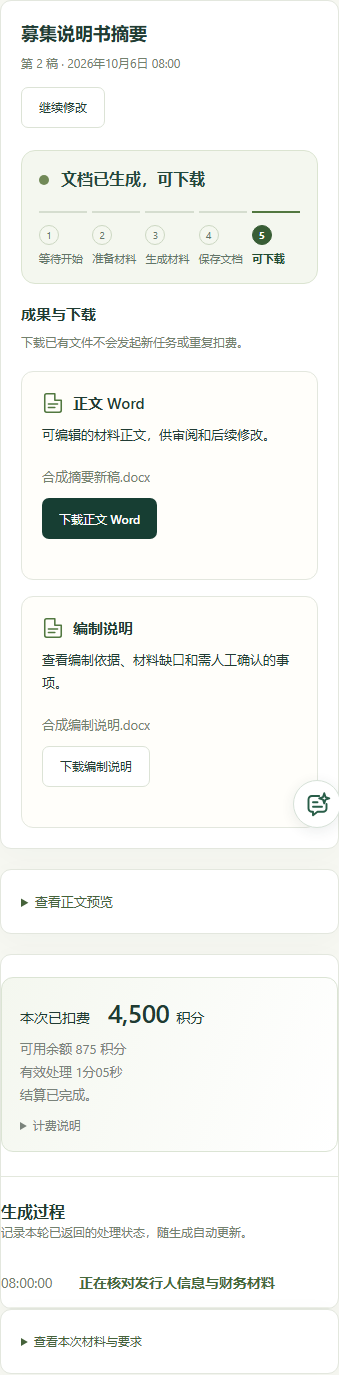 募集说明书摘要
第 2 稿 · 2026年10月6日 08:00
继续修改
文档已生成，可下载
1 2 3 4 5
等待开始 准备材料 生成材料 保存文档 可下载
成果与下载
下载已有文件不会发起新任务或重复扣费。
正文 Word
可编辑的材料正文，供审阅和后续修改。
合成摘要新稿.docx
下载正文 Word
编制说明
查看编制依据、材料缺口和需人工确认的事
项。
合成编制说明.docx
下载编制说明
查看正文预览
本次已扣费 4,500 积分
可用余额 875 积分
有效处理 1分05秒
结算已完成。
计费说明
生成过程
记录本轮已返回的处理状态，随生成自动更新。
08:00:00 正在核对发行人信息与财务材料
查看本次材料与要求